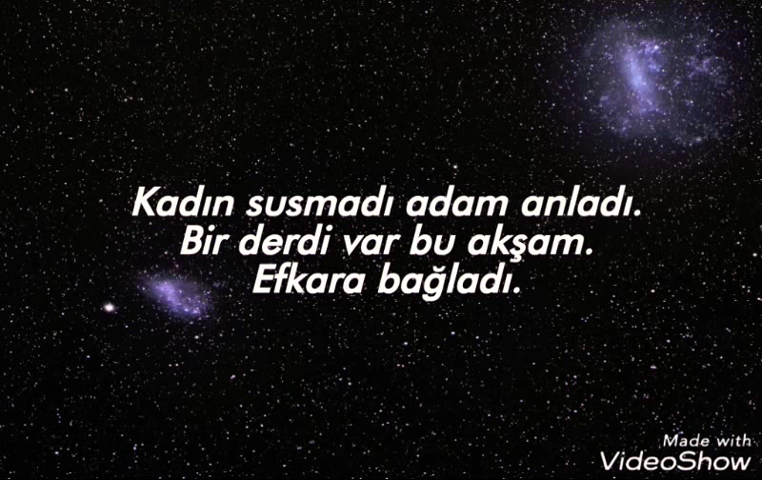 Kadın susmadı adam anladı.
Bir derdi var bu akşam.
Efkara bağladı.
Made with
VideoShow